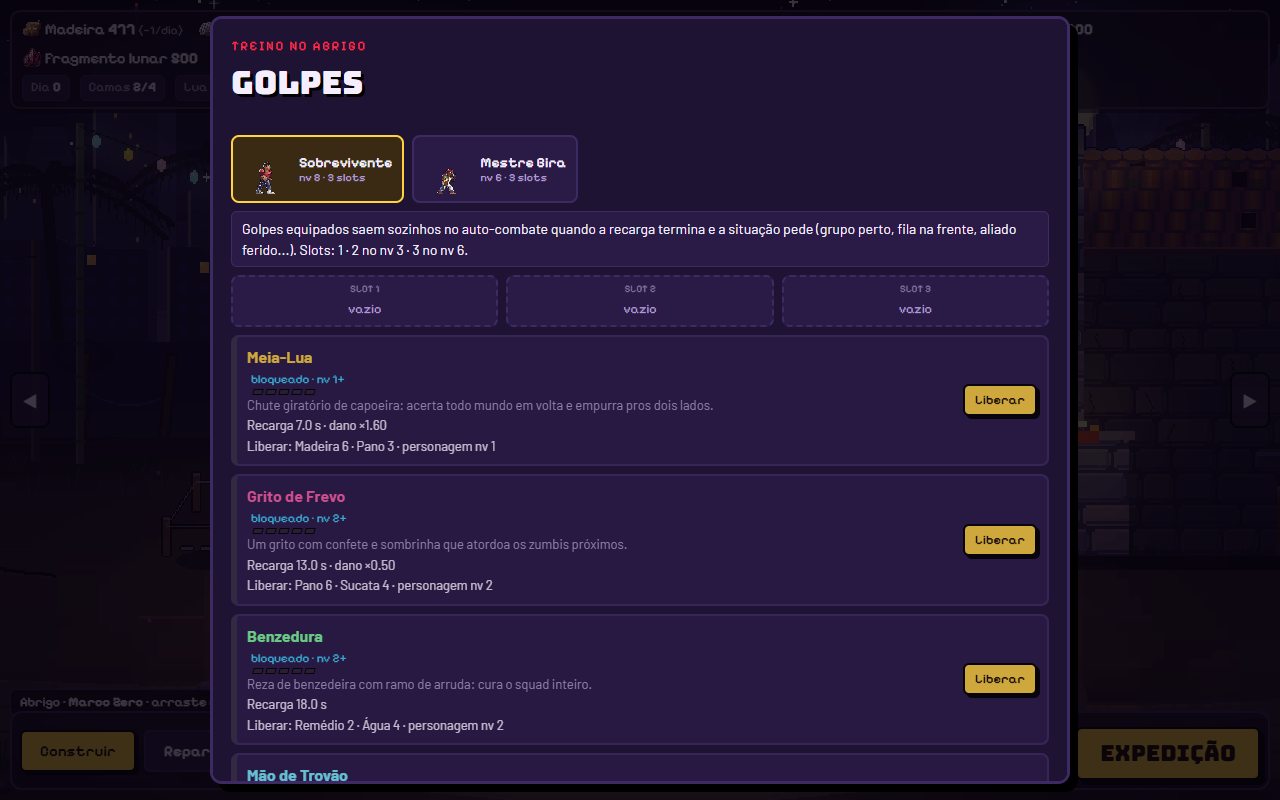 Madeira 477 (-1/dia)
00
Fragmento lunar 800
Dia 0
Camas 8/4
Lua
TREINO NO ABRIGO
GOLPES
Sobrevivente
nv 8 · 3 slots
Mestre Bira
nv 6 · 3 slots
Golpes equipados saem sozinhos no auto-combate quando a recarga termina e a situação pede (grupo perto, fila na frente, aliado
ferido...). Slots: 1 · 2 no nv 3 · 3 no nv 6.
SLOT 1
vazio
SLOT 2
vazio
SLOT 3
vazio
Meia-Lua
bloqueado · nv 1+
Chute giratório de capoeira: acerta todo mundo em volta e empurra pros dois lados.
Recarga 7.0 s · dano ×1.60
Liberar: Madeira 6 · Pano 3 · personagem nv 1
Liberar
Grito de Frevo
bloqueado · nv 2+
Um grito com confete e sombrinha que atordoa os zumbis próximos.
Recarga 13.0 s · dano ×0.50
Liberar: Pano 6 · Sucata 4 · personagem nv 2
Liberar
Benzedura
bloqueado · nv 2+
Reza de benzedeira com ramo de arruda: cura o squad inteiro.
Recarga 18.0 s
Liberar: Remédio 2 · Água 4 · personagem nv 2
Liberar
Mão de Trovão
Abrigo · Marco Zero · arraste
Construir
Repar
EXPEDIÇÃO